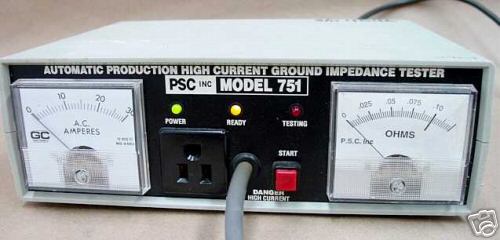 AUTOMATIC PRODUCTION HIGH CURRENT GROUND IMPEDANCE TESTER
PSC INC MODEL 751
POWER READY TESTING
0 10 20 30
A.C.
AMPERES
GC
0 .025 .05 .075 .10
OHMS
P.S.C. Inc
START
DANGER
HIGH CURRENT